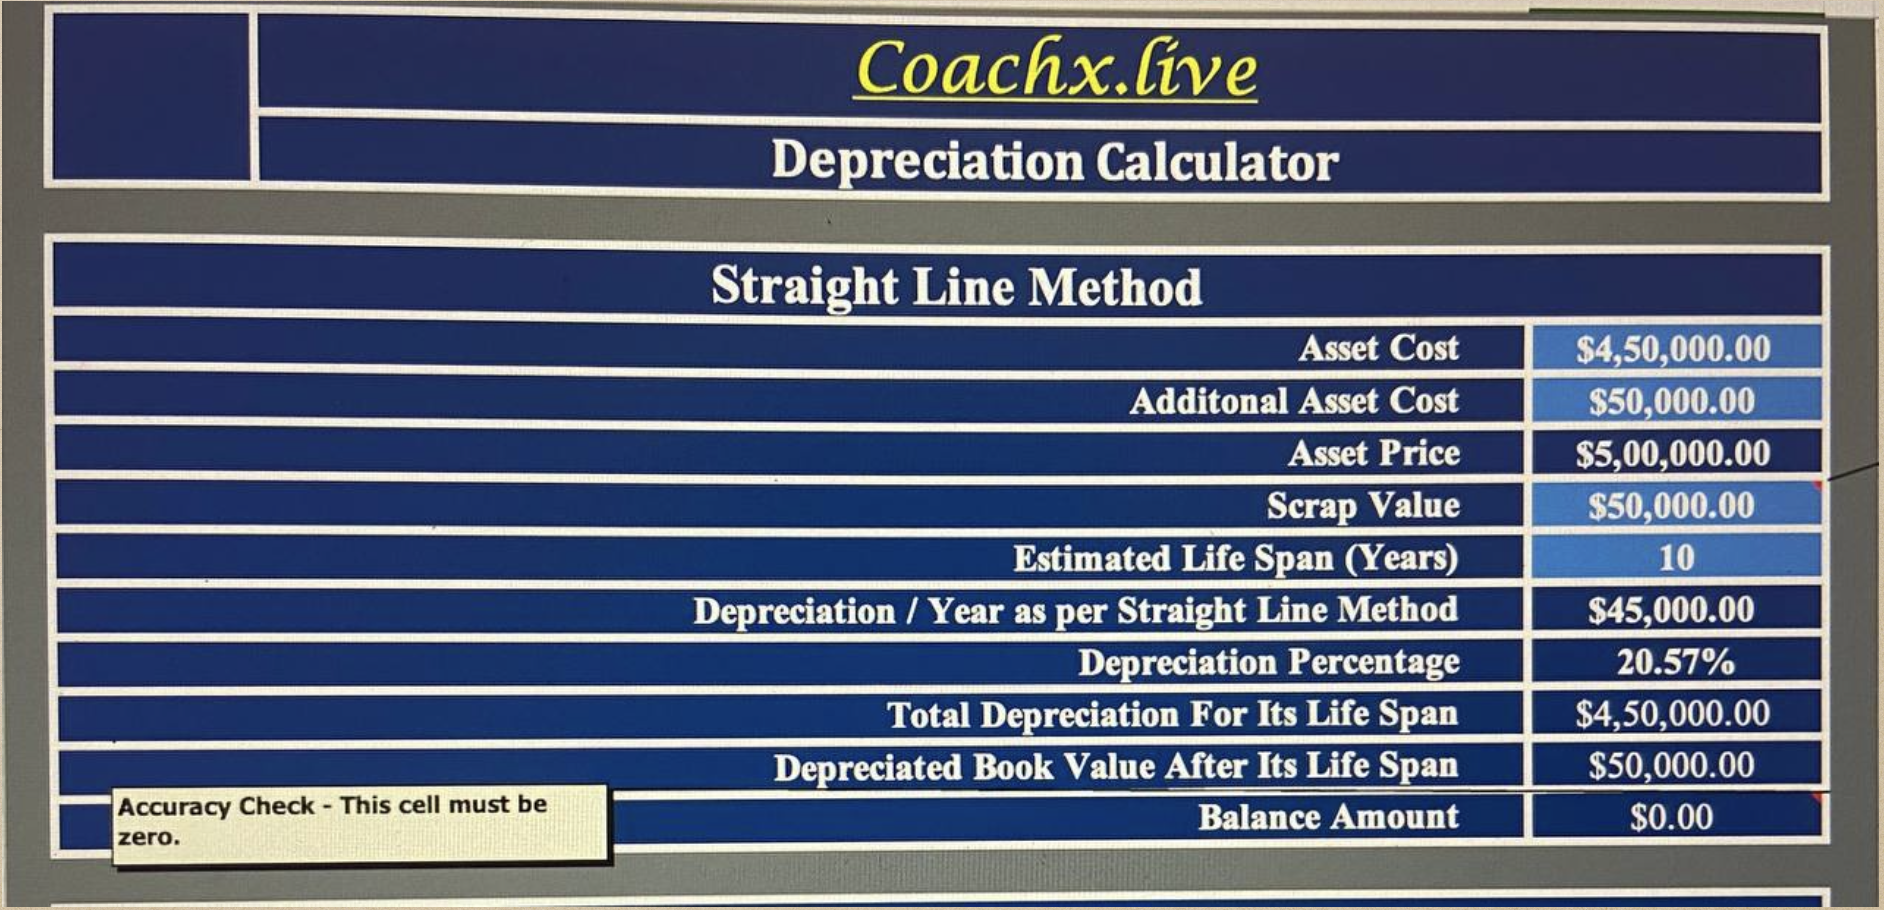 Coachx.live
Depreciation Calculator
Straight Line Method
Asset Cost $4,50,000.00
Additonal Asset Cost $50,000.00
Asset Price $5,00,000.00
Scrap Value $50,000.00
Estimated Life Span (Years) 10
Depreciation / Year as per Straight Line Method $45,000.00
Depreciation Percentage 20.57%
Total Depreciation For Its Life Span $4,50,000.00
Depreciated Book Value After Its Life Span $50,000.00
Accuracy Check - This cell must be
zero.
Balance Amount $0.00